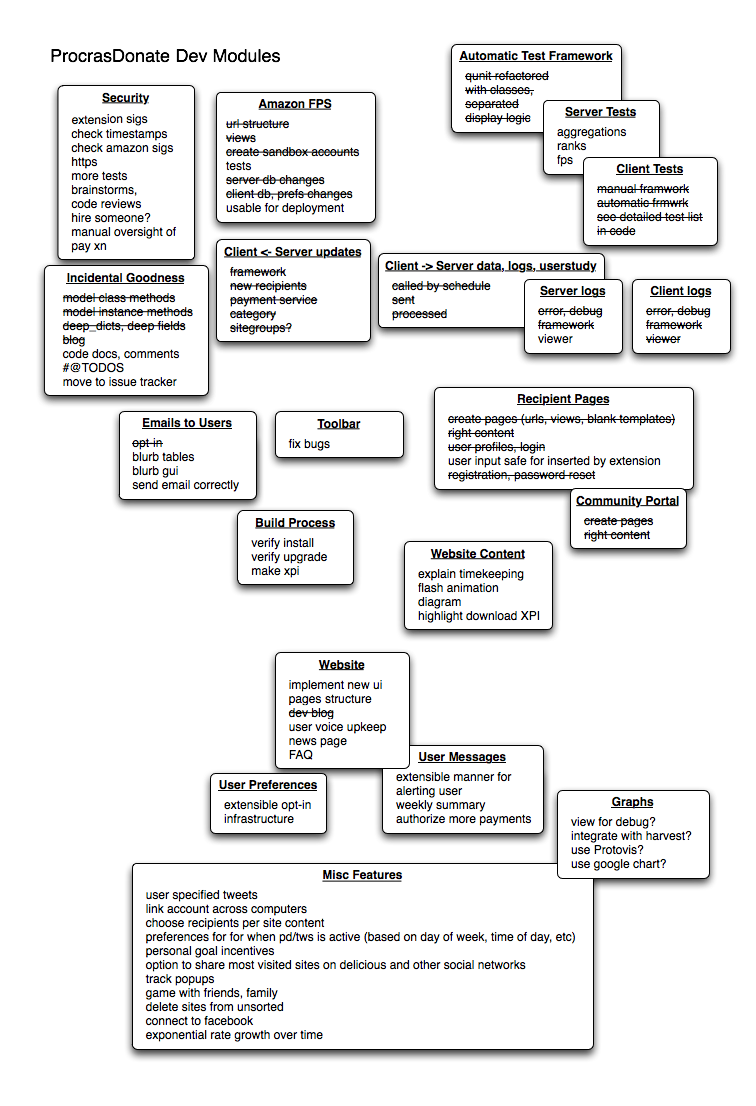 ProcrasDonate Dev Modules
Automatic Test Framework
qunit refactored
with classes,
separated
display logic
Server Tests
aggregations
ranks
fps
Client Tests
manual framwork
automatic frmwrk
see detailed test list
in code
Security
extension sigs
check timestamps
check amazon sigs
https
more tests
brainstorms,
code reviews
hire someone?
manual oversight of
pay xn
Amazon FPS
url structure
views
create sandbox accounts
tests
server db changes
client db, prefs changes
usable for deployment
Client <- Server updates
framework
new recipients
payment service
category
sitegroups?
Client -> Server data, logs, userstudy
called by schedule
sent
processed
Server logs
error, debug
framework
viewer
Client logs
error, debug
framework
viewer
Incidental Goodness
model class methods
model instance methods
deep_dicts, deep fields
blog
code docs, comments
#@TODOS
move to issue tracker
Emails to Users
opt in
blurb tables
blurb gui
send email correctly
Toolbar
fix bugs
Recipient Pages
create pages (urls, views, blank templates)
right content
user profiles, login
user input safe for inserted by extension
registration, password reset
Community Portal
create pages
right content
Build Process
verify install
verify upgrade
make xpi
Website Content
explain timekeeping
flash animation
diagram
highlight download XPI
Website
implement new ui
pages structure
dev blog
user voice upkeep
news page
FAQ
User Messages
extensible manner for
alerting user
weekly summary
authorize more payments
User Preferences
extensible opt-in
infrastructure
Graphs
view for debug?
integrate with harvest?
use Protovis?
use google chart?
Misc Features
user specified tweets
link account across computers
choose recipients per site content
preferences for for when pd/tws is active (based on day of week, time of day, etc)
personal goal incentives
option to share most visited sites on delicious and other social networks
track popups
game with friends, family
delete sites from unsorted
connect to facebook
exponential rate growth over time